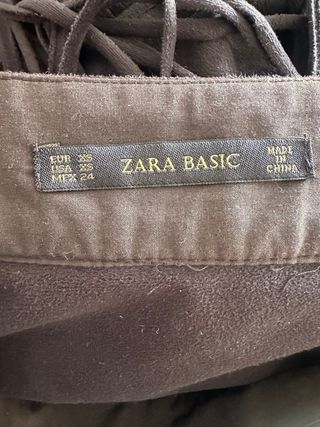 EUR XS
USA XS
MEX 24
ZARA BASIC
MADE
IN
CHINA